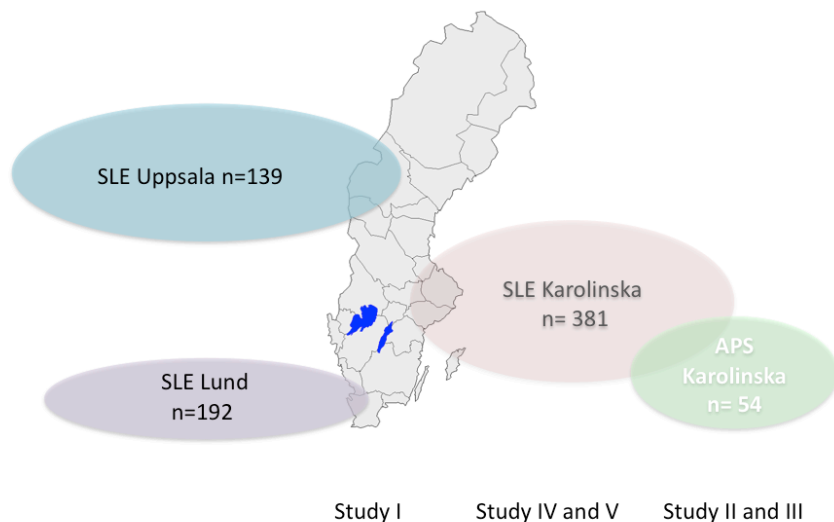 SLE Uppsala n=139
SLE Karolinska
n= 381
APS
Karolinska
n= 54
SLE Lund
n=192
Study I
Study IV and V
Study II and III